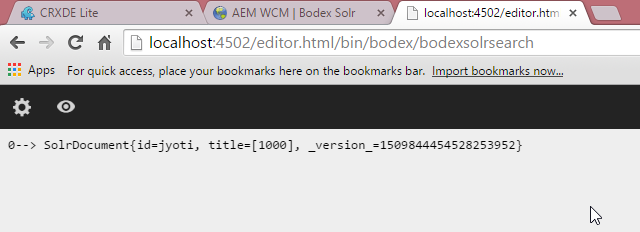 CRXDE Lite
AEM WCM | Bodex Solr
localhost:4502/editor.htm
localhost:4502/editor.html/bin/bodex/bodexsolrsearch
Apps For quick access, place your bookmarks here on the bookmarks bar. Import bookmarks now...
0--> SolrDocument{id=jyoti, title=[1000], _version_=1509844454528253952}